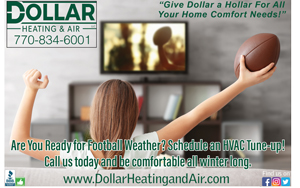 DOLLAR
HEATING & AIR
770-834-6001
"Give Dollar a Hollar For All
Your Home Comfort Needs!"
Are You Ready for Football Weather? Schedule an HVAC Tune-up!
Call us today and be comfortable all winter long.
www.DollarHeatingandAir.com
BBB